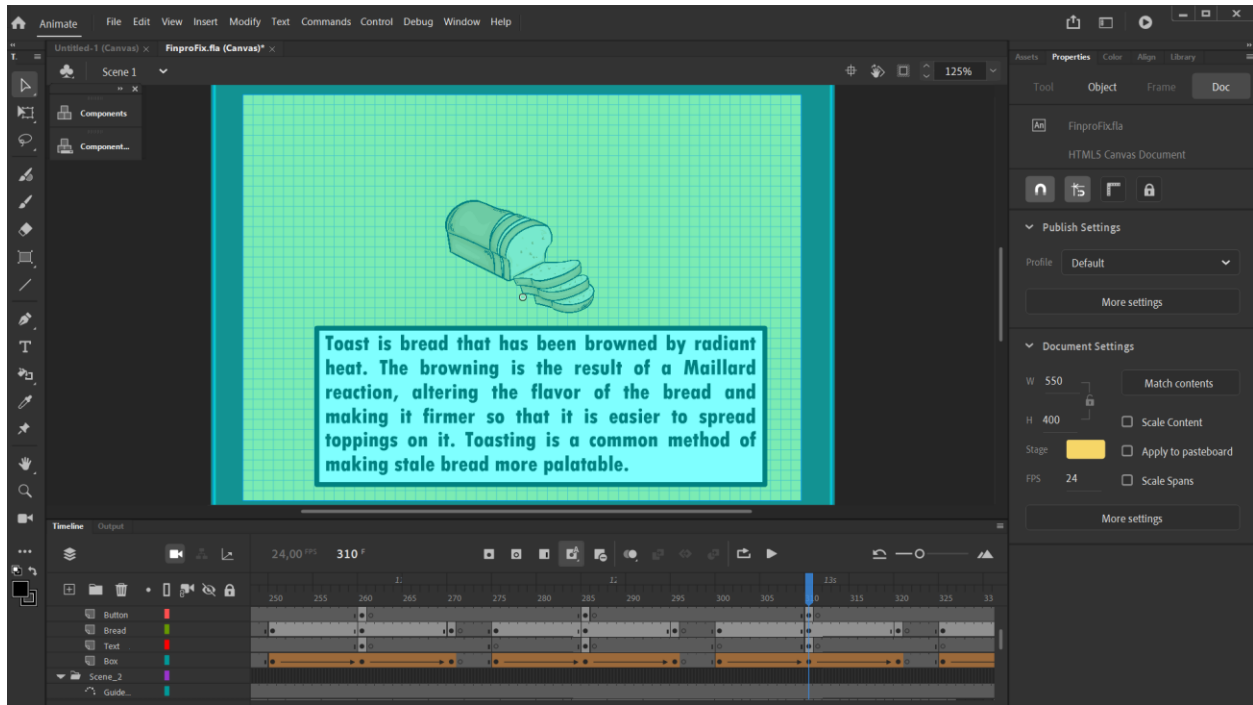 Animate File Edit View Insert Modify Text Commands Control Debug Window Help
Untitled-1 (Canvas) × FinproFix.fla (Canvas)* ×
Scene 1
125%
Components
Component...
Toast is bread that has been browned by radiant
heat. The browning is the result of a Maillard
reaction, altering the flavor of the bread and
making it firmer so that it is easier to spread
toppings on it. Toasting is a common method of
making stale bread more palatable.
Assets Properties Color Align Library
Tool Object Frame Doc
An FinproFix.fla
HTML5 Canvas Document
Publish Settings
Profile Default
More settings
Document Settings
W 550 Match contents
H 400 Scale Content
Stage Apply to pasteboard
FPS 24 Scale Spans
More settings
Timeline Output
24,00 FPS 310 F
13s
250 255 260 265 270 275 280 285 290 295 300 305 315 320 325 33
Button
Bread
Text
Box
Scene_2
Guide...